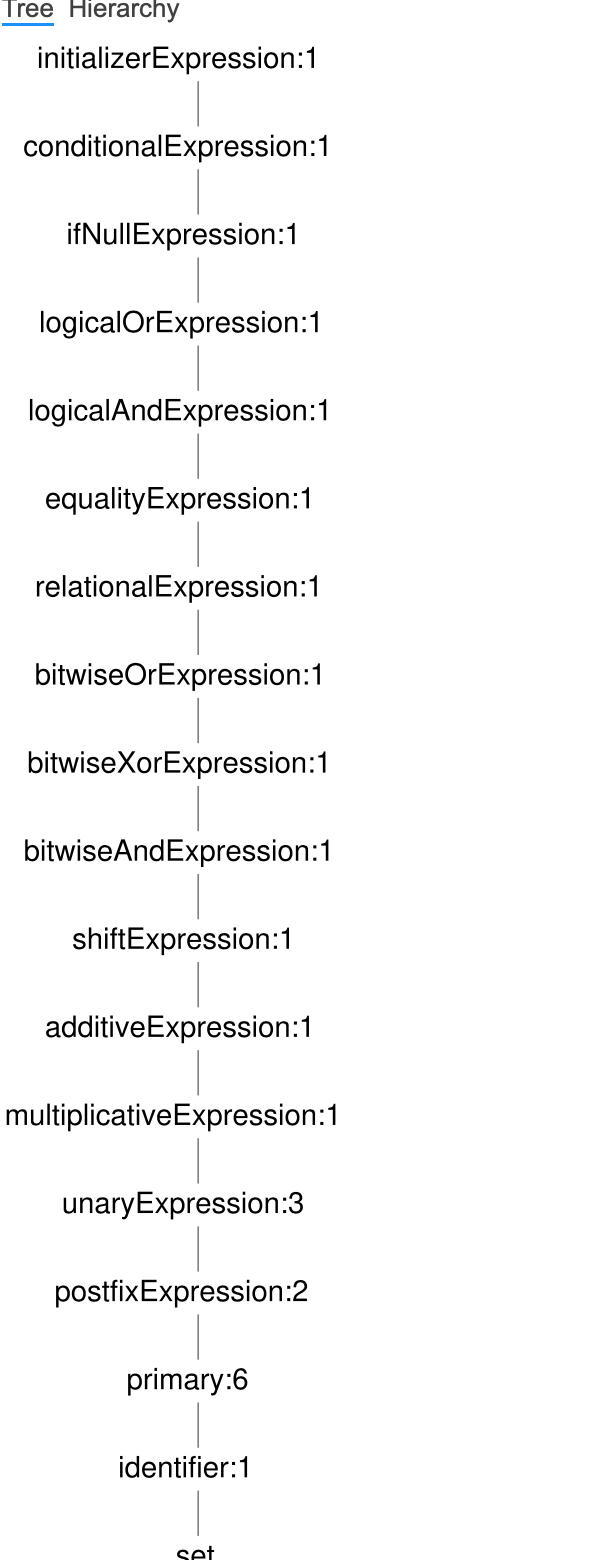 Tree Hierarchy
initializerExpression:1
conditionalExpression:1
ifNullExpression:1
logicalOrExpression:1
logicalAndExpression:1
equalityExpression:1
relationalExpression:1
bitwiseOrExpression:1
bitwiseXorExpression:1
bitwiseAndExpression:1
shiftExpression:1
additiveExpression:1
multiplicativeExpression:1
unaryExpression:3
postfixExpression:2
primary:6
identifier:1
set